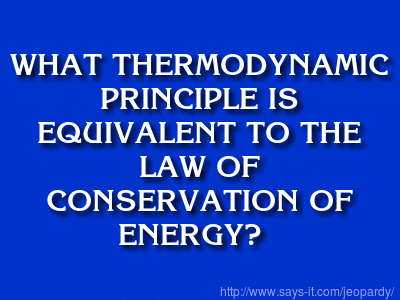 WHAT THERMODYNAMIC
PRINCIPLE IS
EQUIVALENT TO THE
LAW OF
CONSERVATION OF
ENERGY?
http://www.says-it.com/jeopardy/